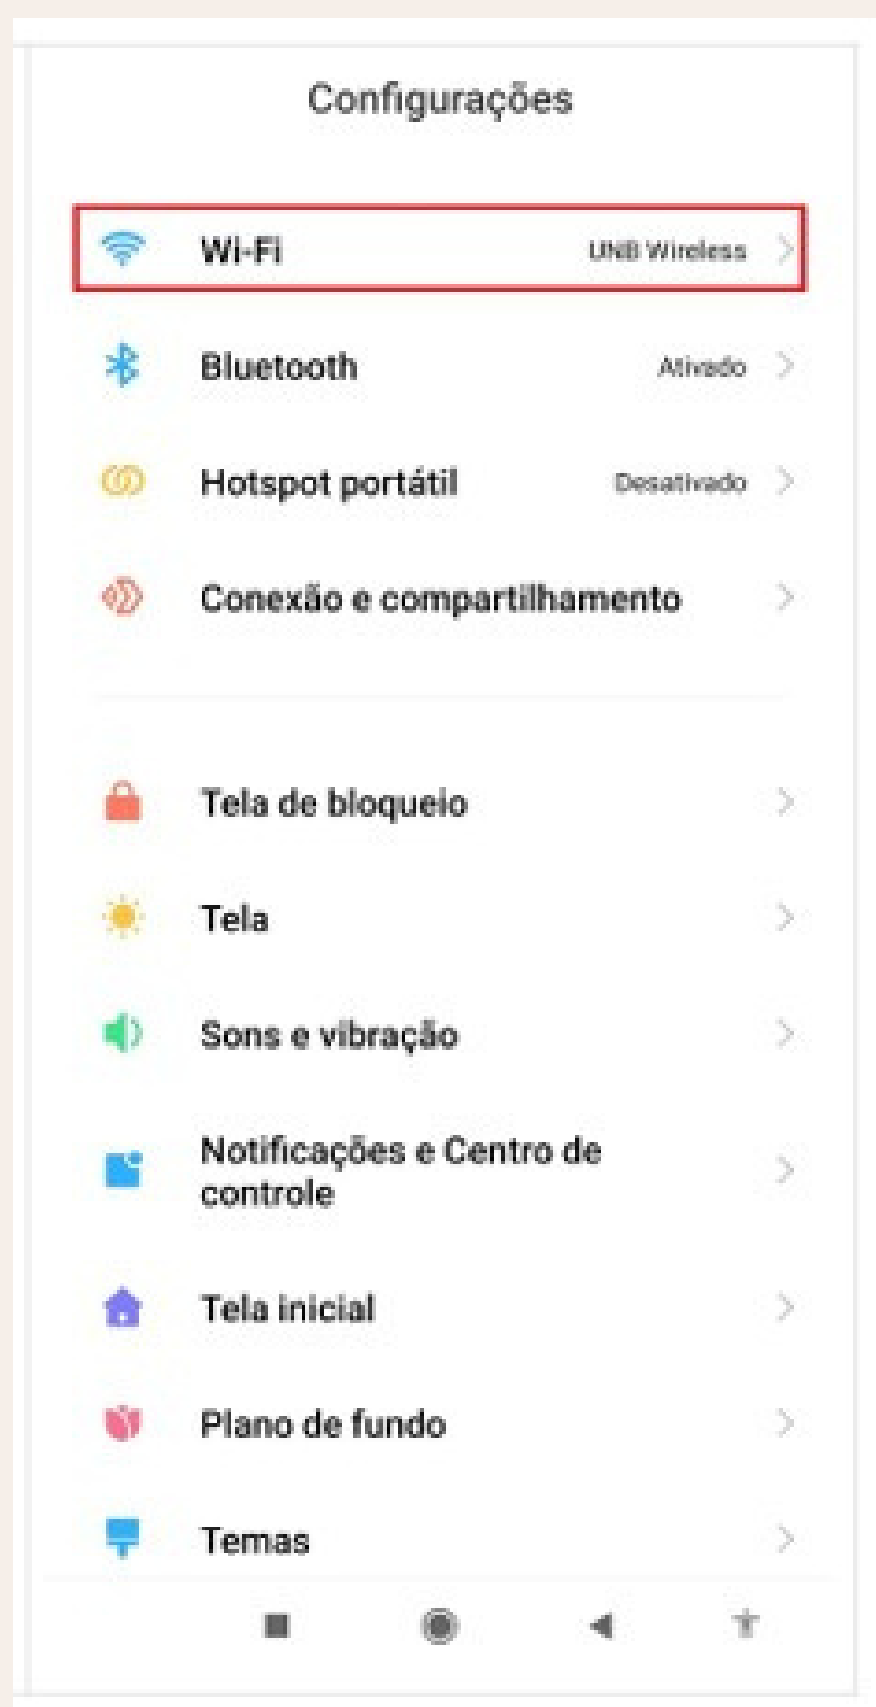 Configurações
Wi-Fi UNB Wireless
Bluetooth Ativado
Hotspot portátil Desativado
Conexão e compartilhamento
Tela de bloqueio
Tela
Sons e vibração
Notificações e Centro de
controle
Tela inicial
Plano de fundo
Temas